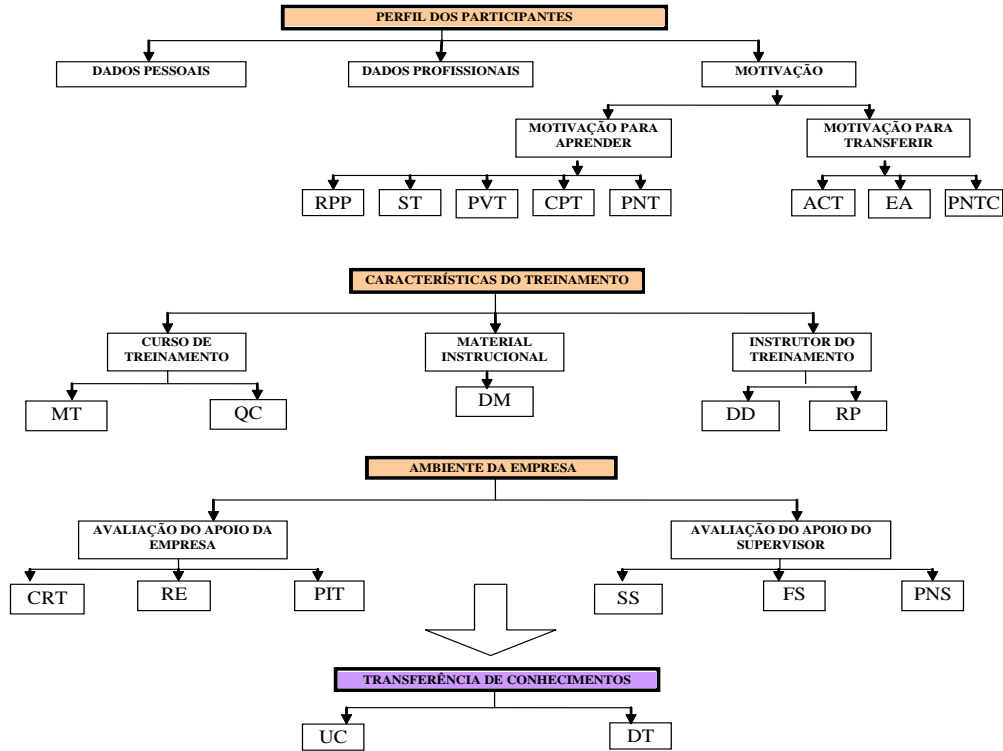 PERFIL DOS PARTICIPANTES
DADOS PESSOAIS
DADOS PROFISSIONAIS
MOTIVAÇÃO
MOTIVAÇÃO PARA
APRENDER
MOTIVAÇÃO PARA
TRANSFERIR
RPP
ST
PVT
CPT
PNT
ACT
EA
PNTC
CARACTERÍSTICAS DO TREINAMENTO
CURSO DE
TREINAMENTO
MATERIAL
INSTRUCIONAL
INSTRUTOR DO
TREINAMENTO
MT
QC
DM
DD
RP
AMBIENTE DA EMPRESA
AVALIAÇÃO DO APOIO DA
EMPRESA
AVALIAÇÃO DO APOIO DO
SUPERVISOR
CRT
RE
PIT
SS
FS
PNS
TRANSFERÊNCIA DE CONHECIMENTOS
UC
DT